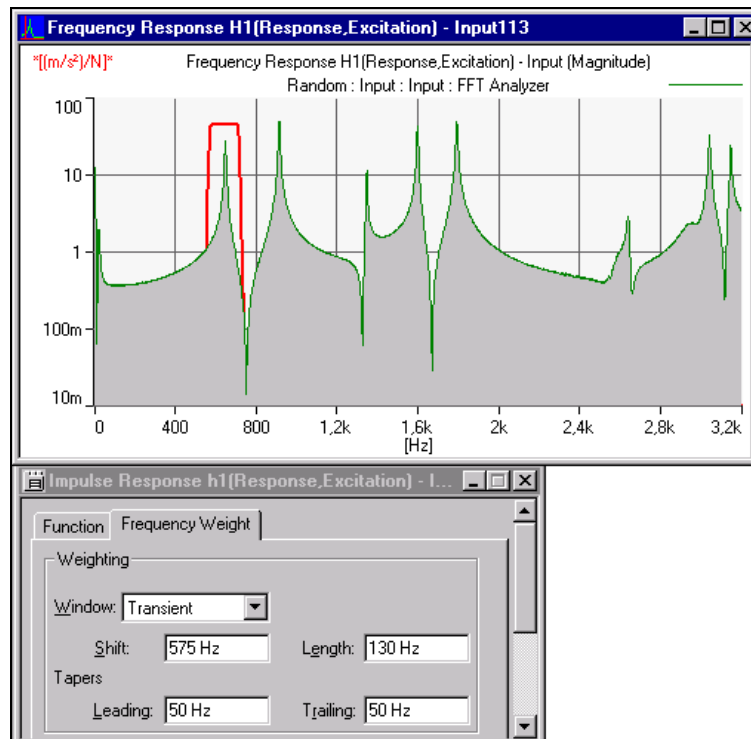 Frequency Response H1(Response,Excitation) - Input113
*[(m/s²)/N]*
Frequency Response H1(Response,Excitation) - Input (Magnitude)
Random : Input : Input : FFT Analyzer
100
10
1
100m
10m
0 400 800 1,2k 1,6k 2k 2,4k 2,8k 3,2k
[Hz]
Impulse Response h1(Response,Excitation) - I...
Function Frequency Weight
Weighting
Window: Transient
Shift: 575 Hz Length: 130 Hz
Tapers
Leading: 50 Hz Trailing: 50 Hz